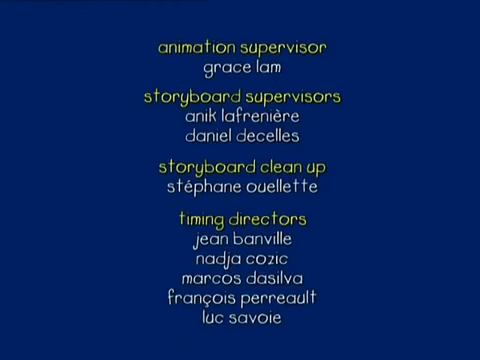 animation supervisor
grace lam
storyboard supervisors
anik lafrenière
daniel decelles
storyboard clean up
stéphane ouellette
timing directors
jean banville
nadja cozic
marcos dasilva
françois perreault
luc savoie